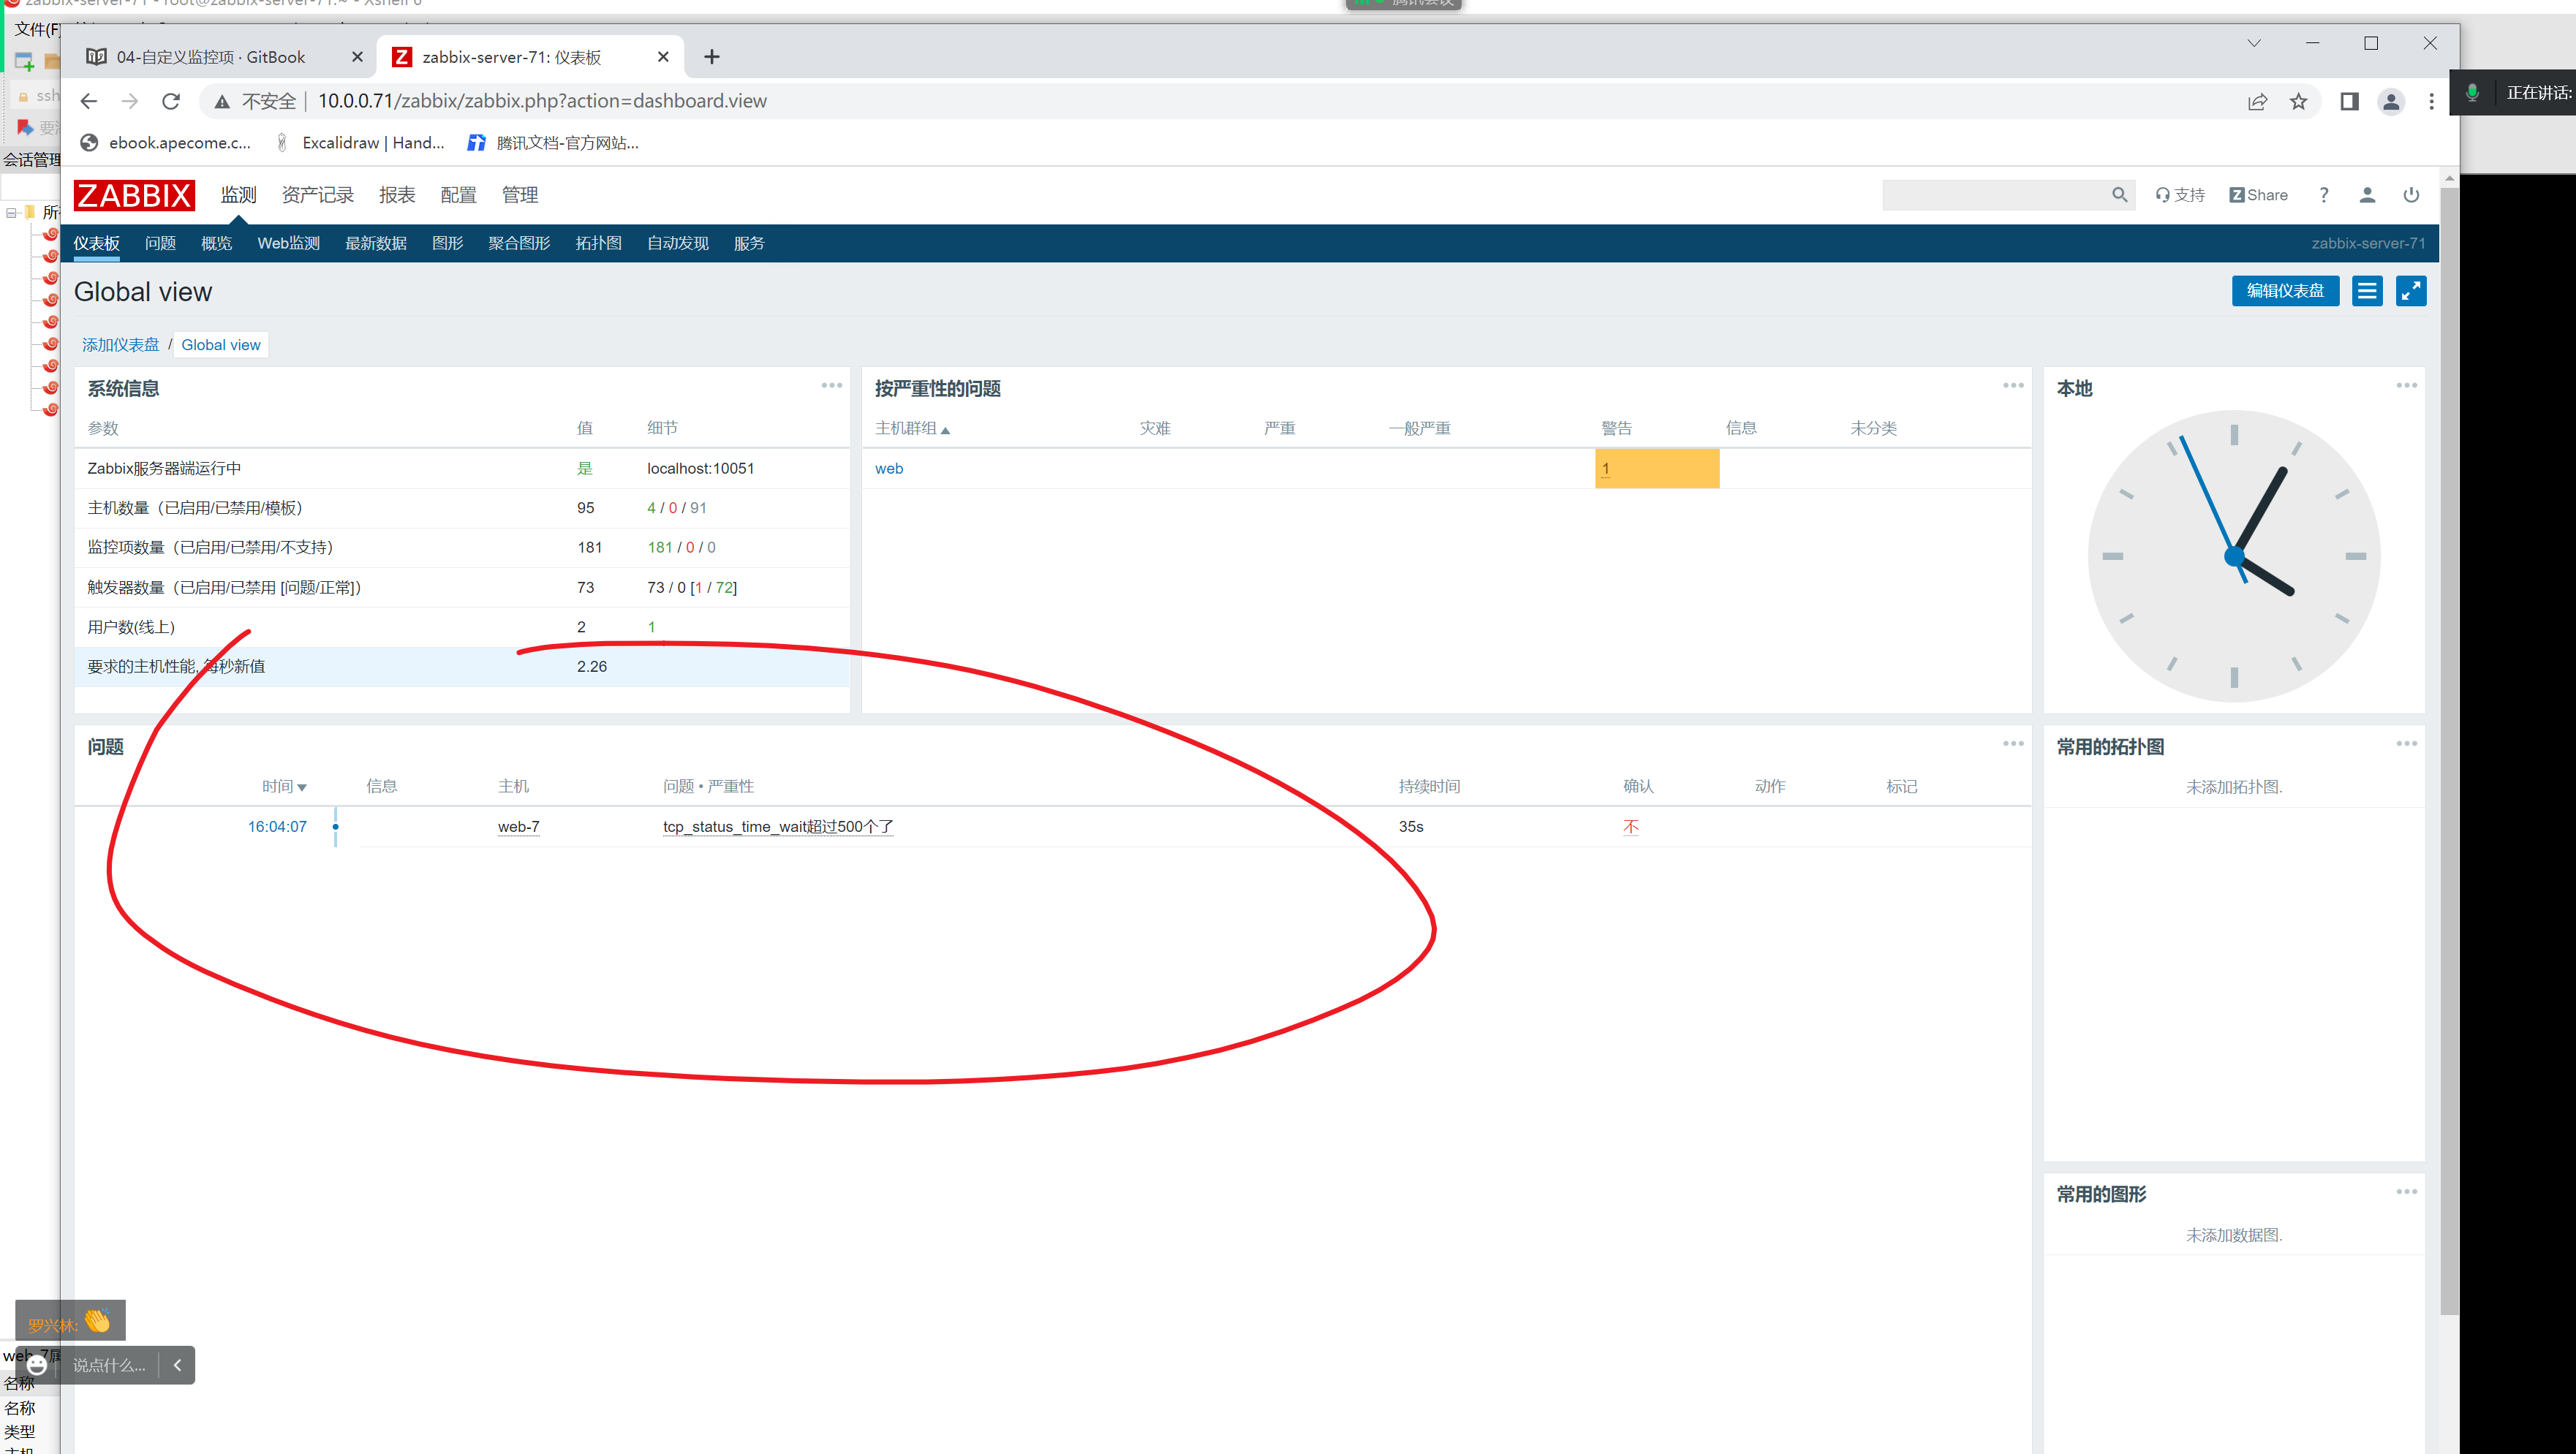 zabbix-server-71 - root@zabbix-server-71:~ - Xshell 6
腾讯会议
文件(F)
04-自定义监控项 · GitBook
zabbix-server-71: 仪表板
ssh
不安全 10.0.0.71/zabbix/zabbix.php?action=dashboard.view
正在讲话:
ebook.apecome.c...
Excalidraw | Hand...
腾讯文档-官方网站...
会话管理
ZABBIX 监测 资产记录 报表 配置 管理
支持 Share ?
仪表板 问题 概览 Web监测 最新数据 图形 聚合图形 拓扑图 自动发现 服务 zabbix-server-71
Global view
编辑仪表盘
添加仪表盘 / Global view
系统信息
参数 值 细节
Zabbix服务器端运行中 是 localhost:10051
主机数量（已启用/已禁用/模板） 95 4 / 0 / 91
监控项数量（已启用/已禁用/不支持） 181 181 / 0 / 0
触发器数量（已启用/已禁用 [问题/正常]） 73 73 / 0 [1 / 72]
用户数(线上) 2 1
要求的主机性能, 每秒新值 2.26
按严重性的问题
主机群组 灾难 严重 一般严重 警告 信息 未分类
web 1
本地
问题
时间 信息 主机 问题 • 严重性 持续时间 确认 动作 标记
16:04:07 web-7 tcp_status_time_wait超过500个了 35s 不
常用的拓扑图
未添加拓扑图.
常用的图形
未添加数据图.
罗兴林:
说点什么...
名称
名称
类型